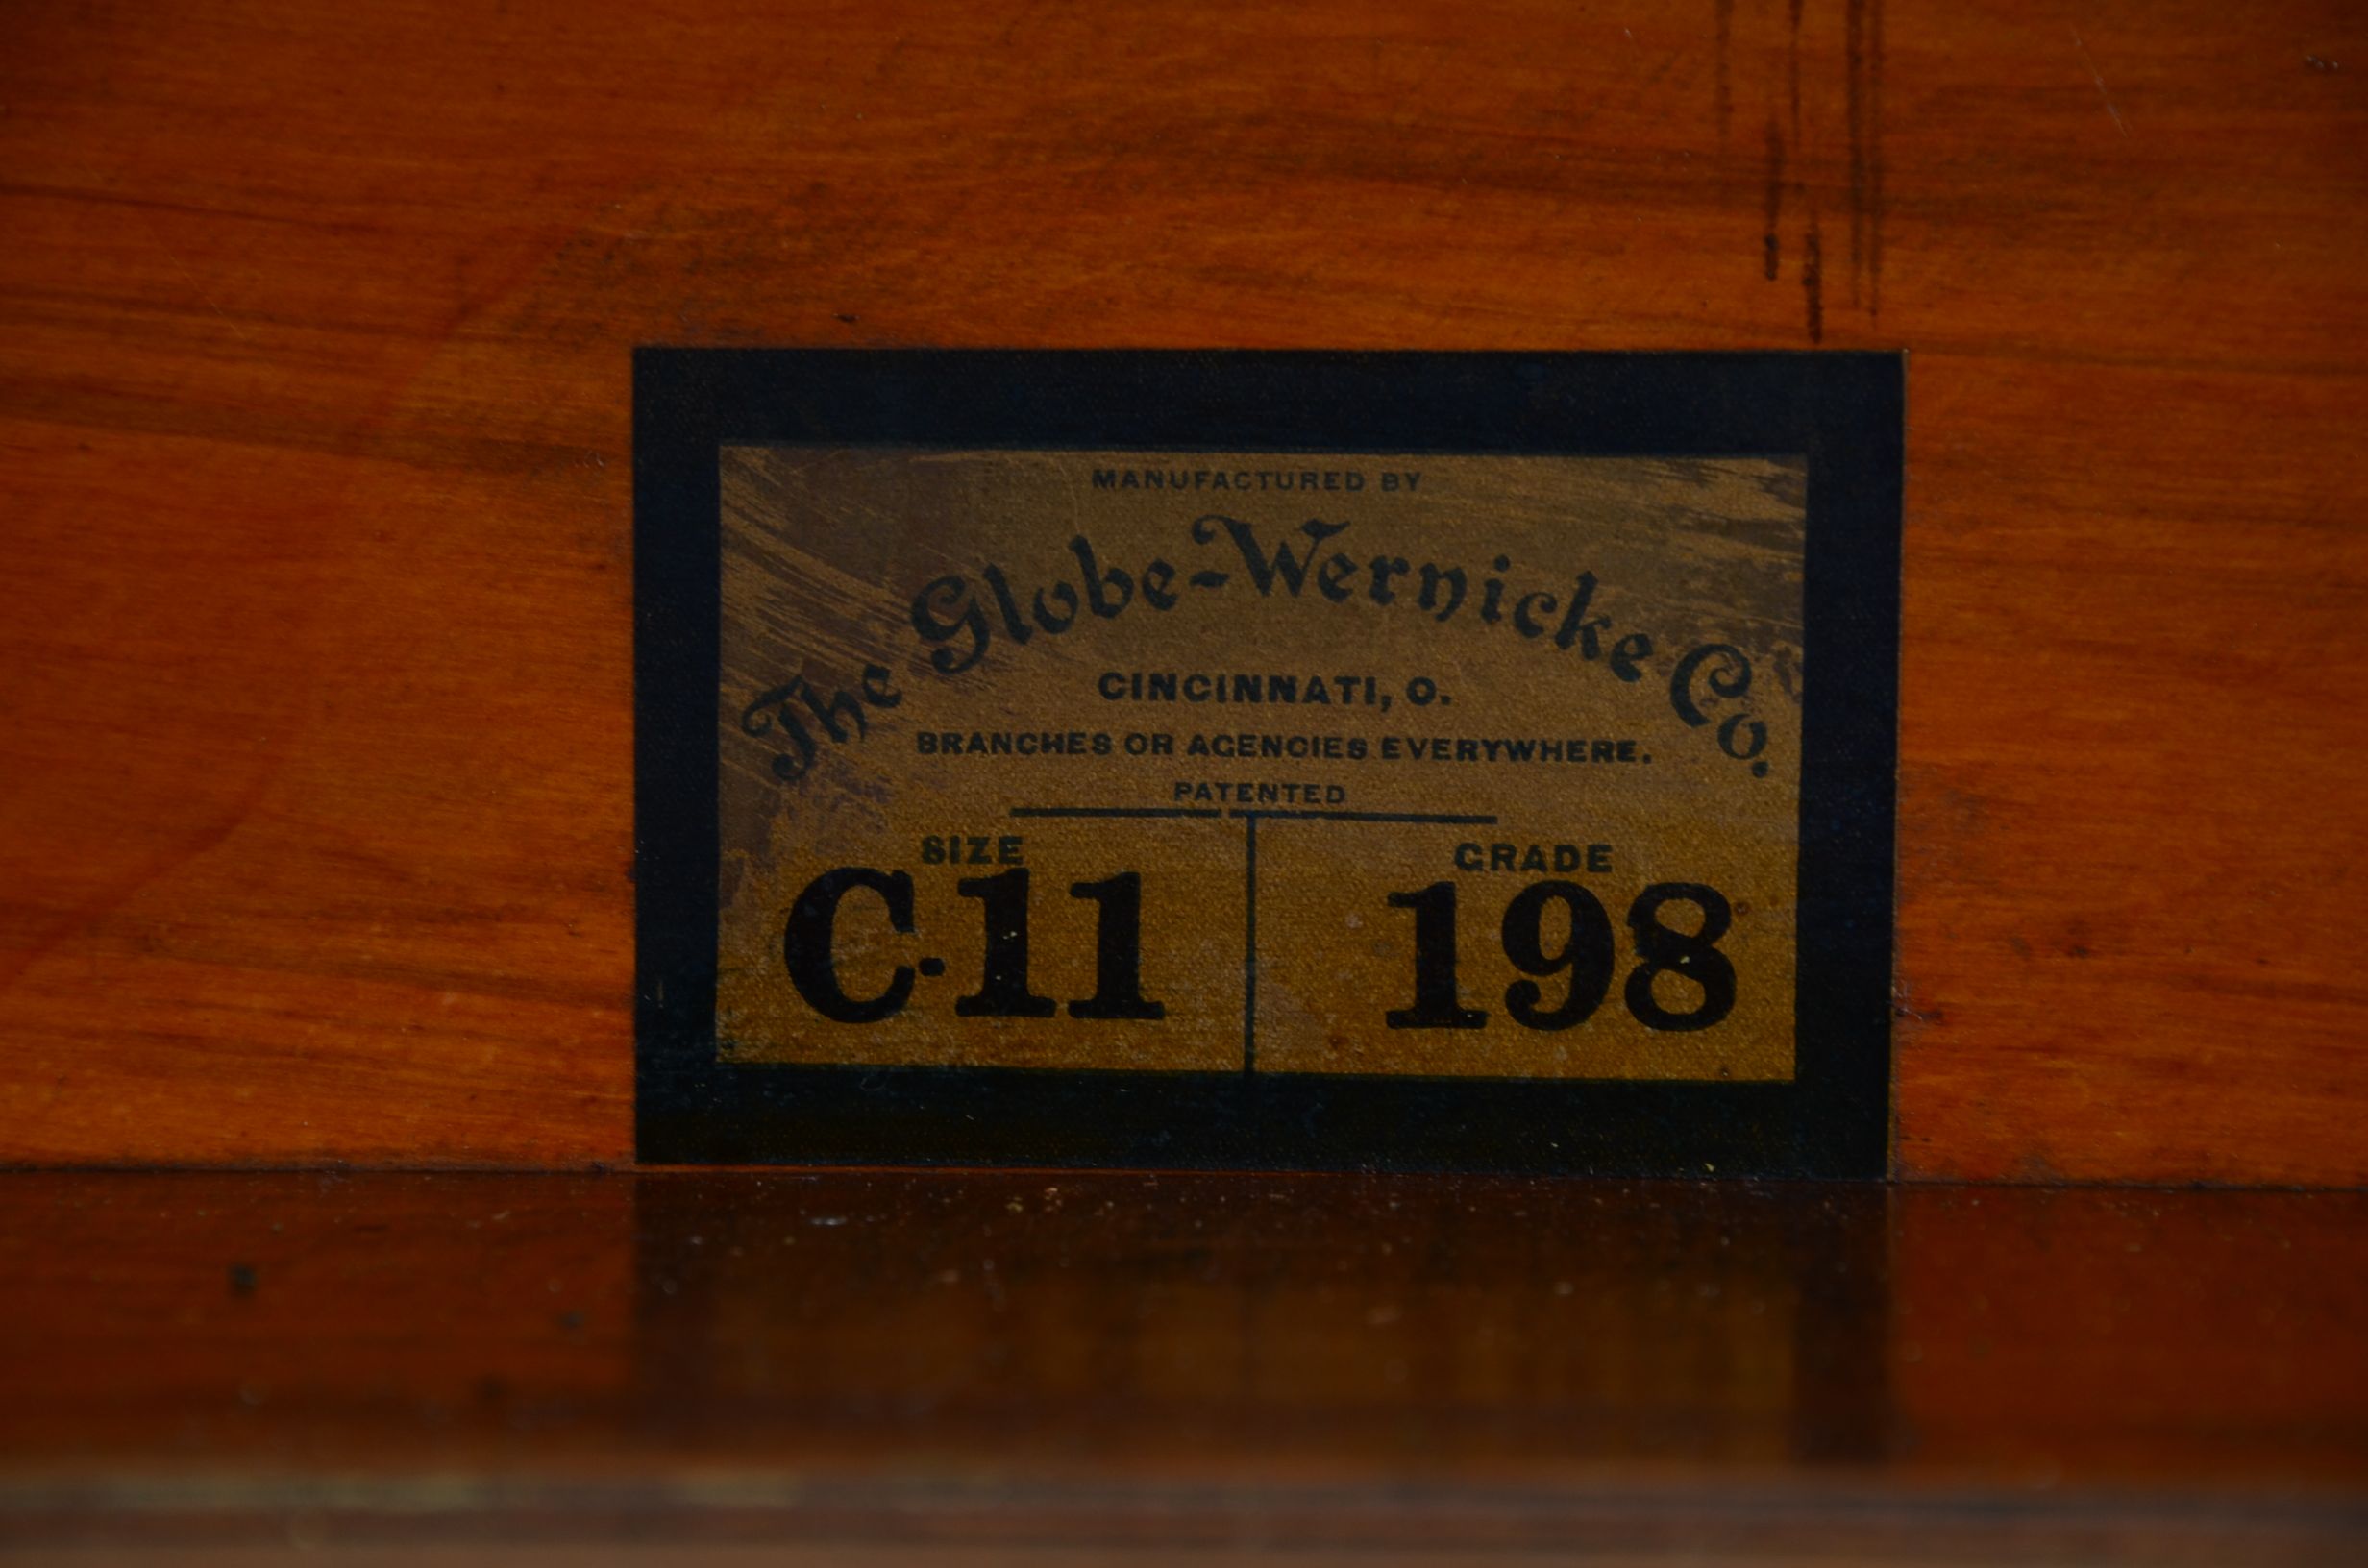 MANUFACTURED BY
The Globe-Wernicke Co.
CINCINNATI, O.
BRANCHES OR AGENCIES EVERYWHERE.
PATENTED
SIZE GRADE
C-11 198